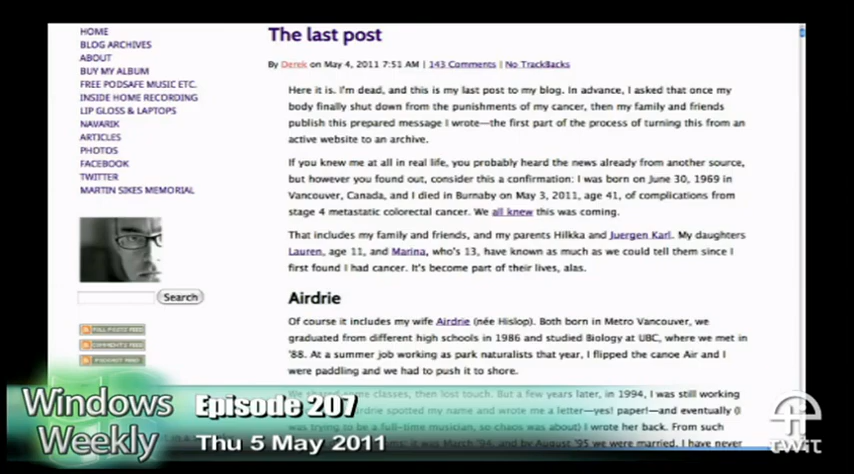 HOME
BLOG ARCHIVES
ABOUT
BUY MY ALBUM
FREE PODSAFE MUSIC ETC.
INSIDE HOME RECORDING
LIP GLOSS & LAPTOPS
NAVARIK
ARTICLES
PHOTOS
FACEBOOK
TWITTER
MARTIN SIKES MEMORIAL
Search
FULL POSTS FEED
COMMENTS FEED
PODCAST FEED
The last post
By Derek on May 4, 2011 7:51 AM | 143 Comments | No TrackBacks
Here it is. I'm dead, and this is my last post to my blog. In advance, I asked that once my
body finally shut down from the punishments of my cancer, then my family and friends
publish this prepared message I wrote—the first part of the process of turning this from an
active website to an archive.
If you knew me at all in real life, you probably heard the news already from another source,
but however you found out, consider this a confirmation: I was born on June 30, 1969 in
Vancouver, Canada, and I died in Burnaby on May 3, 2011, age 41, of complications from
stage 4 metastatic colorectal cancer. We all knew this was coming.
That includes my family and friends, and my parents Hilkka and Juergen Karl. My daughters
Lauren, age 11, and Marina, who's 13, have known as much as we could tell them since I
first found I had cancer. It's become part of their lives, alas.
Airdrie
Of course it includes my wife Airdrie (née Hislop). Both born in Metro Vancouver, we
graduated from different high schools in 1986 and studied Biology at UBC, where we met in
'88. At a summer job working as park naturalists that year, I flipped the canoe Air and I
were paddling and we had to push it to shore.
We shared some classes, then lost touch. But a few years later, in 1994, I was still working
Airdrie spotted my name and wrote me a letter—yes! paper!—and eventually (I
was trying to be a full-time musician, so chaos was about) I wrote her back. From such
it was March '94, and by August '95 we were married. I have never
Windows
Weekly
Episode 207
Thu 5 May 2011
TWiT